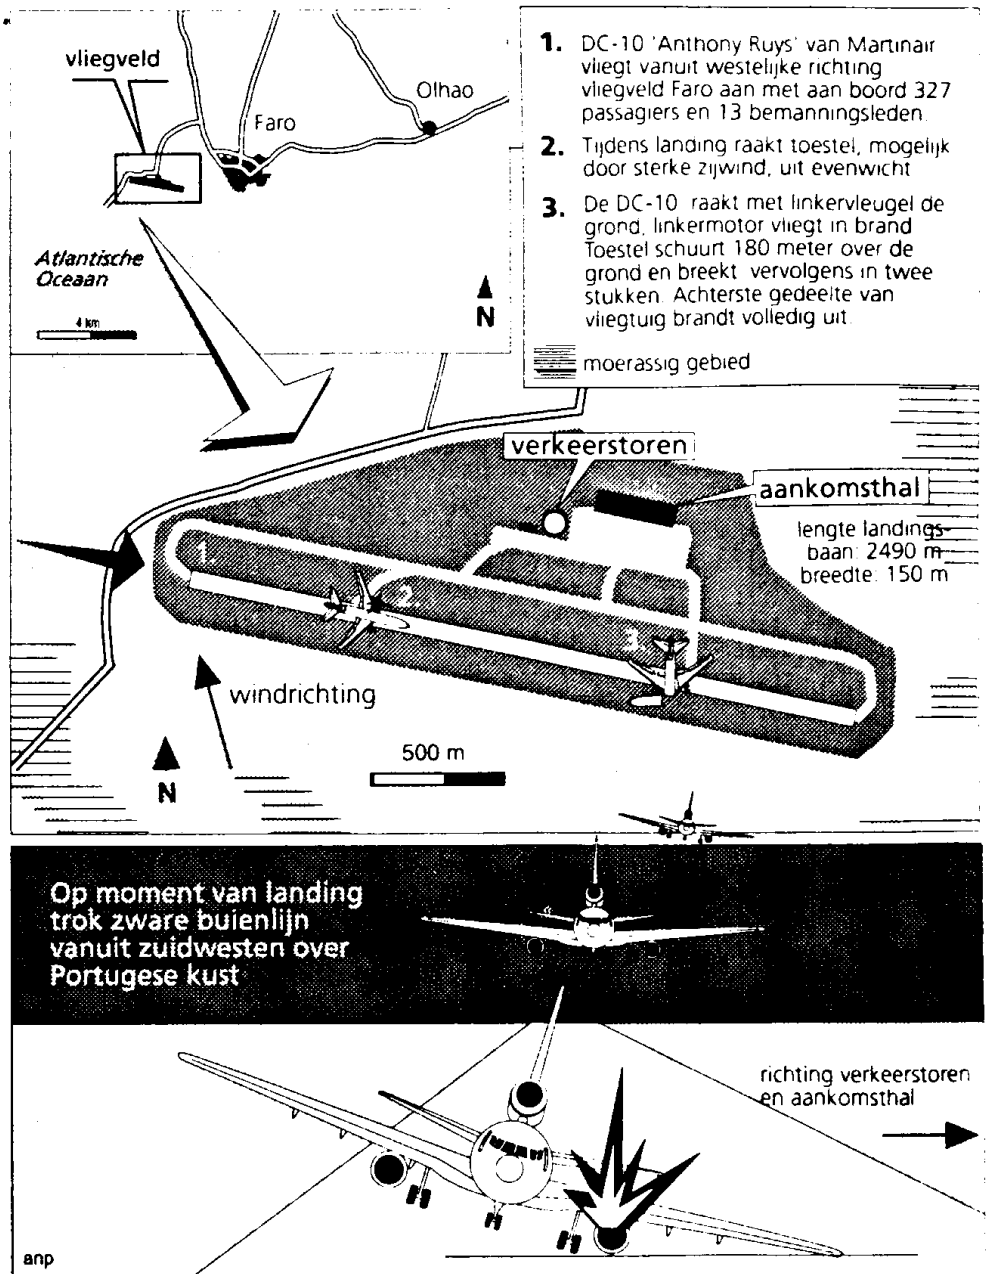 vliegveld
Olhao
Faro
Atlantische
Oceaan
4 km
N
1. DC-10 'Anthony Ruys' van Martinair
vliegt vanuit westelijke richting
vliegveld Faro aan met aan boord 327
passagiers en 13 bemanningsleden
2. Tijdens landing raakt toestel, mogelijk
door sterke zijwind, uit evenwicht
3. De DC-10 raakt met linkervleugel de
grond, linkermotor vliegt in brand
Toestel schuurt 180 meter over de
grond en breekt vervolgens in twee
stukken. Achterste gedeelte van
vliegtuig brandt volledig uit.
moerassig gebied
verkeerstoren
aankomsthal
lengte landings-
baan: 2490 m
breedte: 150 m
1.
2.
3.
windrichting
500 m
N
Op moment van landing
trok zware buienlijn
vanuit zuidwesten over
Portugese kust
richting verkeerstoren
en aankomsthal
anp